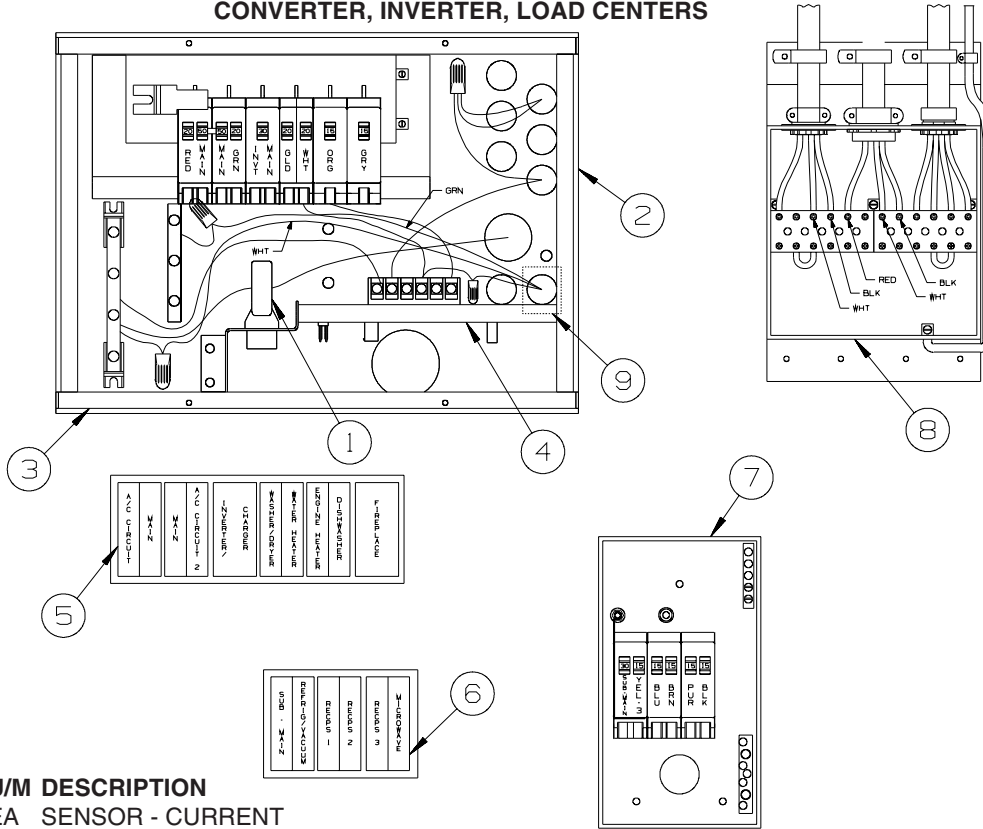 CONVERTER, INVERTER, LOAD CENTERS
20 50 50 20 30 20 20 15 15
RED
MAIN
MAIN
GRN
INVT
MAIN
GLD
WHT
ORG
GRY
GRN
WHT
2
9
1
4
3
RED
BLK
WHT
BLK
WHT
8
A/C CIRCUIT
MAIN
MAIN
A/C CIRCUIT 2
INVERTER/
CHARGER
WASHER/DRYER
WATER HEATER
ENGINE HEATER
DISHWASHER
FIREPLACE
5
7
30 15 15 15 15 15
SUB-MAIN
YEL-3
BLU
BRN
PUR
BLK
SUB - MAIN
REFRIG/VACUUM
RECPS 1
RECPS 2
RECPS 3
MICROWAVE
6
U/M DESCRIPTION
EA SENSOR - CURRENT